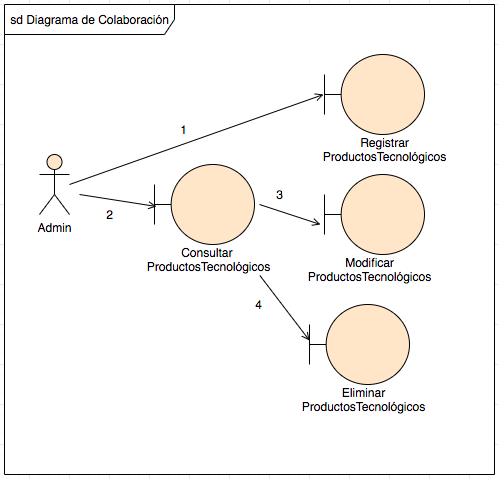 sd Diagrama de Colaboración
1
Registrar
ProductosTecnológicos
Admin
2
Consultar
ProductosTecnológicos
3
Modificar
ProductosTecnológicos
4
Eliminar
ProductosTecnológicos